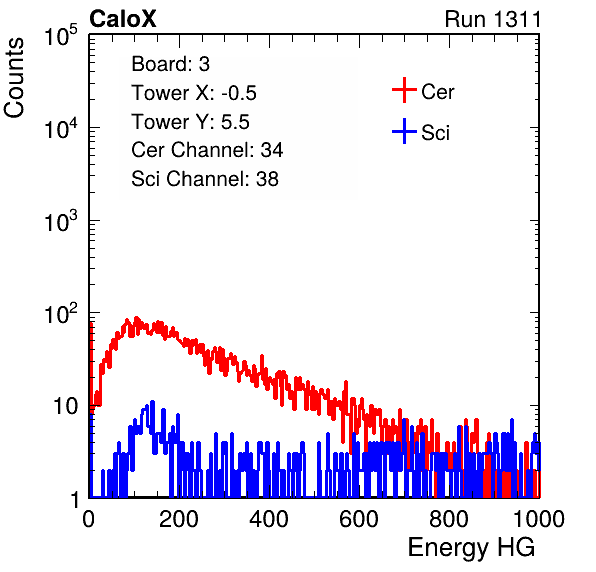 CaloX Run 1311
Counts
Board: 3
Tower X: -0.5
Tower Y: 5.5
Cer Channel: 34
Sci Channel: 38
Cer
Sci
10^5
10^4
10^3
10^2
10
1
0 200 400 600 800 1000
Energy HG